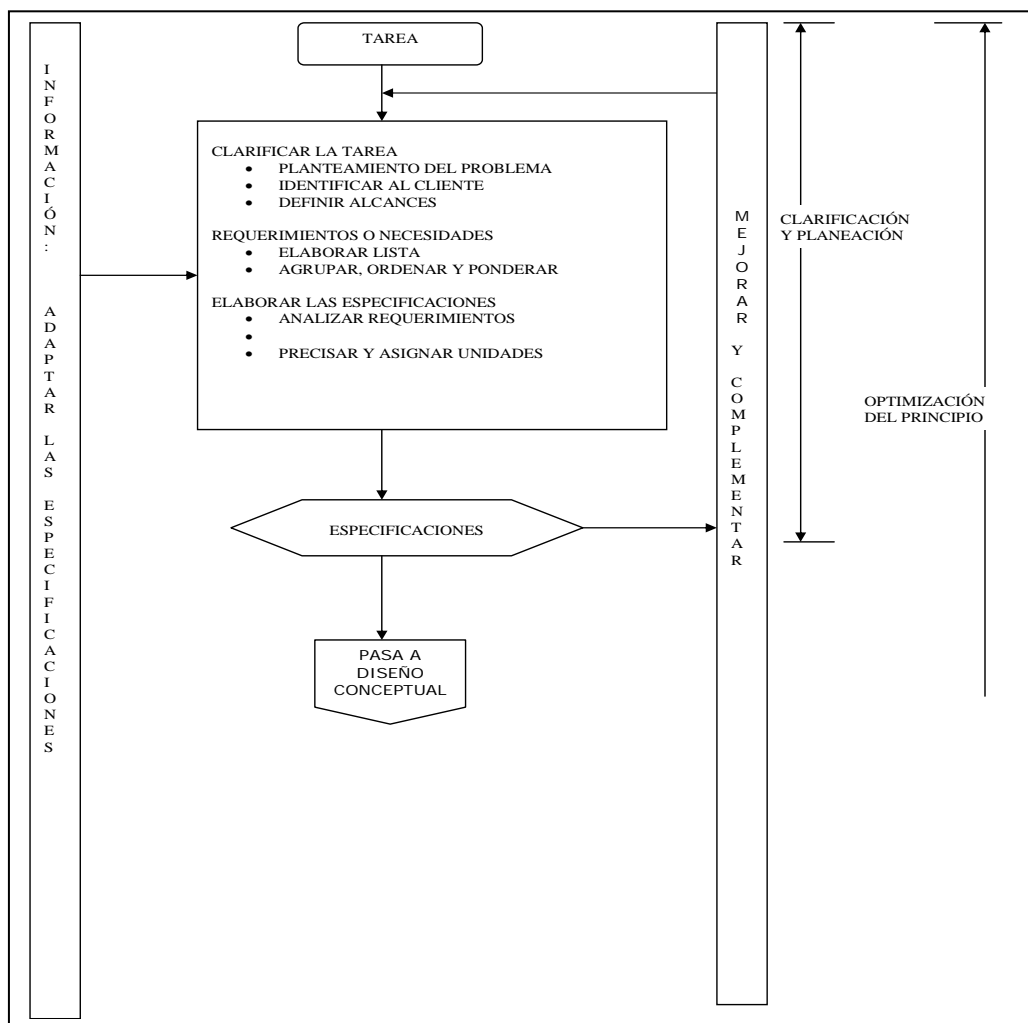 TAREA
INFORMACIÓN: ADAPTAR LAS ESPECIFICACIONES
CLARIFICAR LA TAREA
• PLANTEAMIENTO DEL PROBLEMA
• IDENTIFICAR AL CLIENTE
• DEFINIR ALCANCES
REQUERIMIENTOS O NECESIDADES
• ELABORAR LISTA
• AGRUPAR, ORDENAR Y PONDERAR
ELABORAR LAS ESPECIFICACIONES
• ANALIZAR REQUERIMIENTOS
•
• PRECISAR Y ASIGNAR UNIDADES
ESPECIFICACIONES
PASA A
DISEÑO
CONCEPTUAL
MEJORAR Y COMPLEMENTAR
CLARIFICACIÓN
Y PLANEACIÓN
OPTIMIZACIÓN
DEL PRINCIPIO